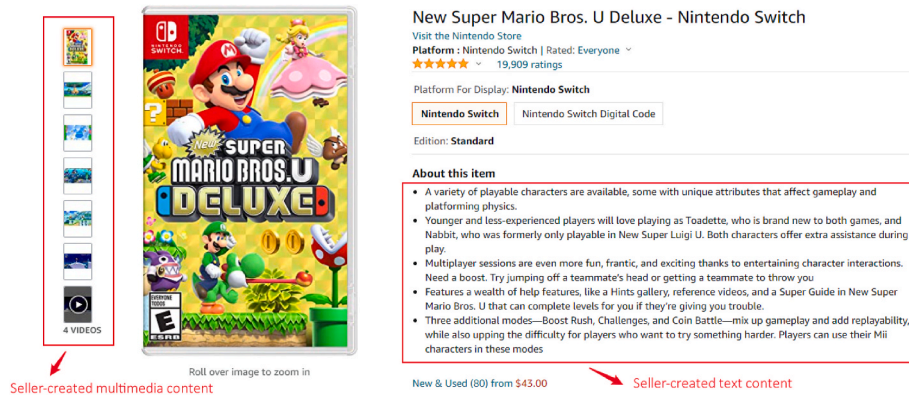 New Super Mario Bros. U Deluxe - Nintendo Switch
Visit the Nintendo Store
Platform : Nintendo Switch | Rated: Everyone
19,909 ratings
Platform For Display: Nintendo Switch
Nintendo Switch Nintendo Switch Digital Code
Edition: Standard
About this item
• A variety of playable characters are available, some with unique attributes that affect gameplay and
platforming physics.
• Younger and less-experienced players will love playing as Toadette, who is brand new to both games, and
Nabbit, who was formerly only playable in New Super Luigi U. Both characters offer extra assistance during
play.
• Multiplayer sessions are even more fun, frantic, and exciting thanks to entertaining character interactions.
Need a boost. Try jumping off a teammate's head or getting a teammate to throw you
• Features a wealth of help features, like a Hints gallery, reference videos, and a Super Guide in New Super
Mario Bros. U that can complete levels for you if they're giving you trouble.
• Three additional modes—Boost Rush, Challenges, and Coin Battle—mix up gameplay and add replayability,
while also upping the difficulty for players who want to try something harder. Players can use their Mii
characters in these modes
New & Used (80) from $43.00
Seller-created text content
NINTENDO
SWITCH
New SUPER
MARIO BROS. U
DELUXE
EVERYONE
TODOS
E
ESRB
4 VIDEOS
Roll over image to zoom in
Seller-created multimedia content